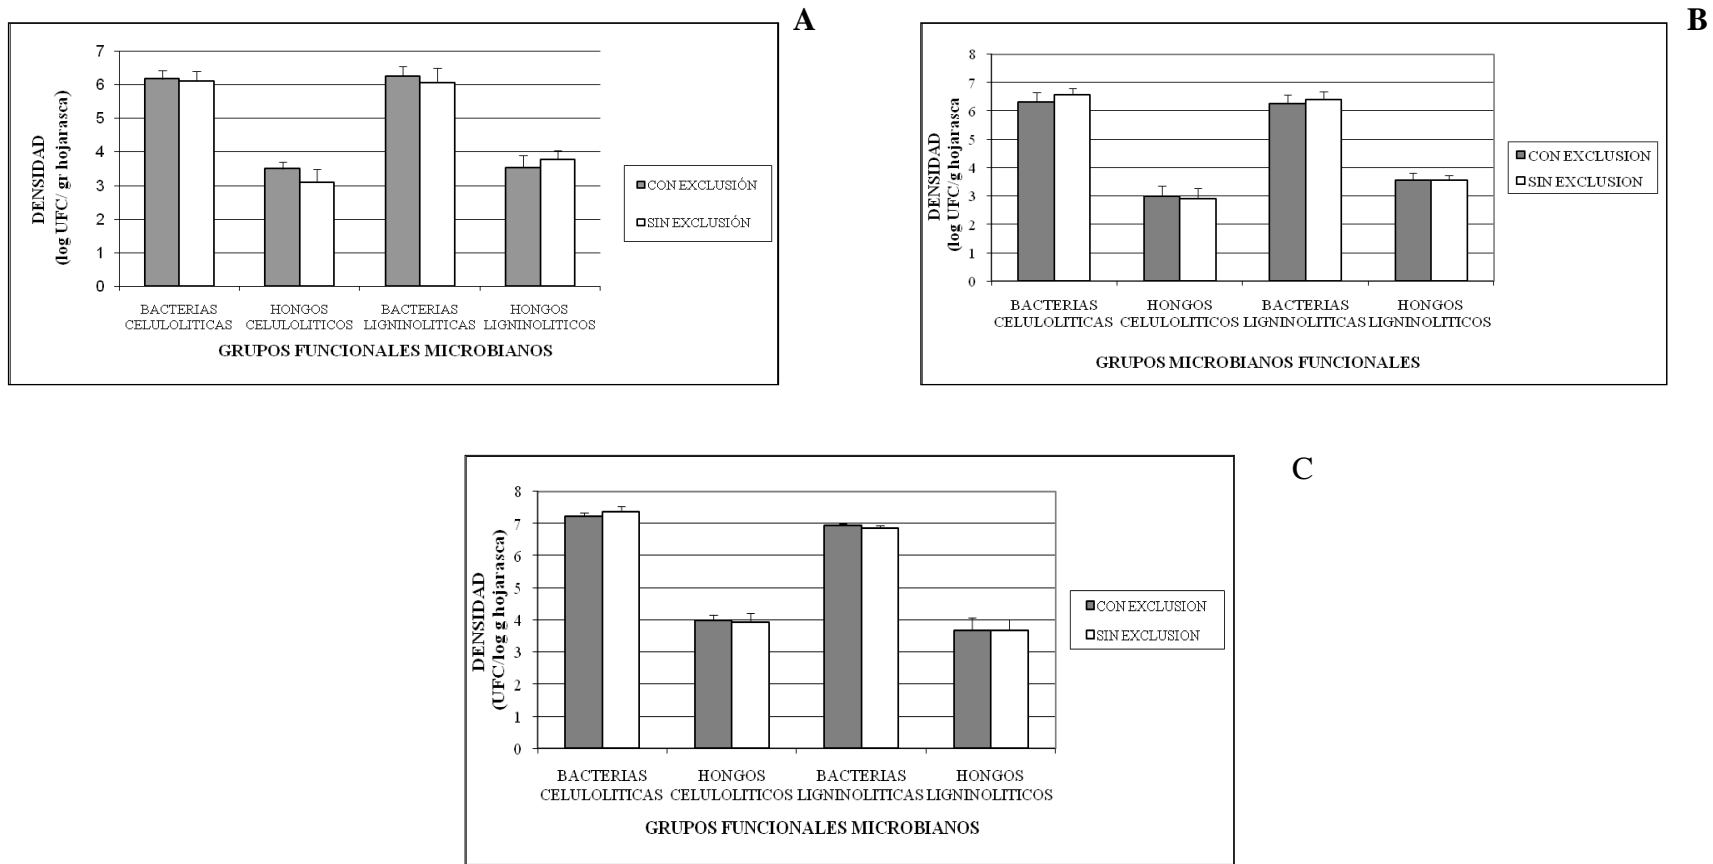 A
7
6
5
4
3
2
1
0
DENSIDAD
(log UFC/ gr hojarasca)
BACTERIAS
CELULOLITICAS
HONGOS
CELULOLITICOS
BACTERIAS
LIGNINOLITICAS
HONGOS
LIGNINOLITICOS
GRUPOS FUNCIONALES MICROBIANOS
CON EXCLUSIÓN
SIN EXCLUSIÓN
B
8
7
6
5
4
3
2
1
0
DENSIDAD
(log UFC/g hojarasca
BACTERIAS
CELULOLITICAS
HONGOS
CELULOLITICOS
BACTERIAS
LIGNINOLITICAS
HONGOS
LIGNINOLITICOS
GRUPOS MICROBIANOS FUNCIONALES
CON EXCLUSION
SIN EXCLUSION
C
8
7
6
5
4
3
2
1
0
DENSIDAD
(UFC/log g hojarasca)
BACTERIAS
CELULOLITICAS
HONGOS
CELULOLITICOS
BACTERIAS
LIGNINOLITICAS
HONGOS
LIGNINOLITICOS
GRUPOS FUNCIONALES MICROBIANOS
CON EXCLUSION
SIN EXCLUSION